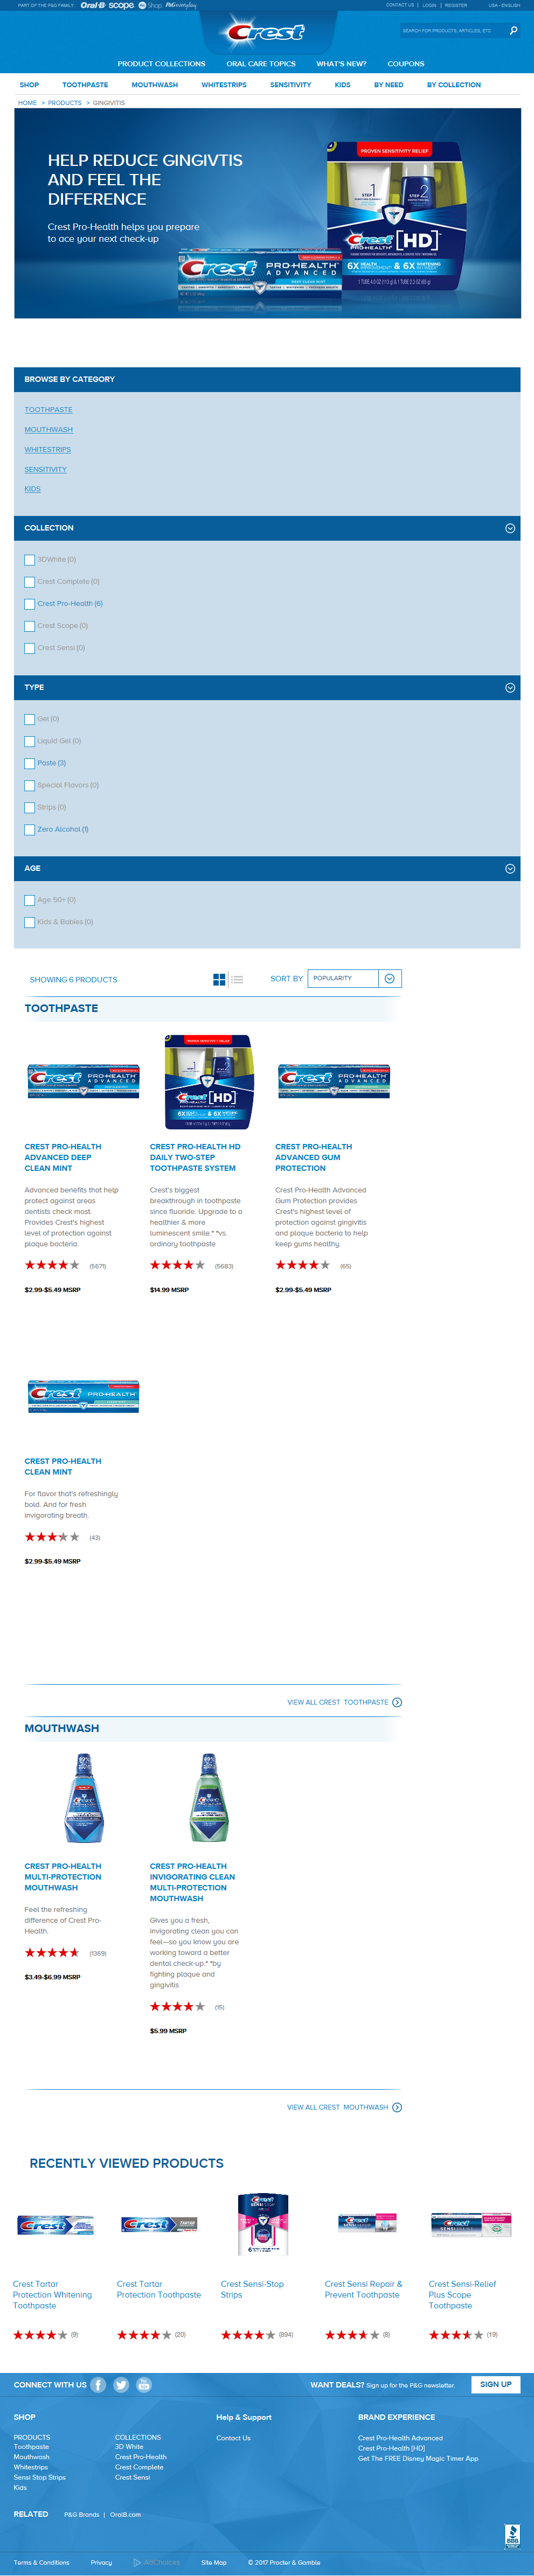 PART OF THE P&G FAMILY Oral-B scope Shop P&G everyday CONTACT US | LOGIN | REGISTER USA - ENGLISH
Crest
SEARCH FOR PRODUCTS, ARTICLES, ETC
PRODUCT COLLECTIONS ORAL CARE TOPICS WHAT'S NEW? COUPONS
SHOP TOOTHPASTE MOUTHWASH WHITESTRIPS SENSITIVITY KIDS BY NEED BY COLLECTION
HOME > PRODUCTS > GINGIVITIS
HELP REDUCE GINGIVTIS
AND FEEL THE
DIFFERENCE
Crest Pro-Health helps you prepare
to ace your next check-up
PROVEN SENSITIVITY RELIEF
STEP 1
STEP 2
Crest PRO-HEALTH [HD]
6X HEALTH IMPROVEMENT & 6X WHITENING
Crest PRO-HEALTH ADVANCED
BROWSE BY CATEGORY
TOOTHPASTE
MOUTHWASH
WHITESTRIPS
SENSITIVITY
KIDS
COLLECTION
3DWhite (0)
Crest Complete (0)
Crest Pro-Health (6)
Crest Scope (0)
Crest Sensi (0)
TYPE
Gel (0)
Liquid Gel (0)
Paste (3)
Special Flavors (0)
Strips (0)
Zero Alcohol (1)
AGE
Age 50+ (0)
Kids & Babies (0)
SHOWING 6 PRODUCTS SORT BY POPULARITY
TOOTHPASTE
CREST PRO-HEALTH
ADVANCED DEEP
CLEAN MINT
Advanced benefits that help
protect against areas
dentists check most.
Provides Crest's highest
level of protection against
plaque bacteria.
(5671)
$2.99-$5.49 MSRP
CREST PRO-HEALTH HD
DAILY TWO-STEP
TOOTHPASTE SYSTEM
Crest's biggest
breakthrough in toothpaste
since fluoride. Upgrade to a
healthier & more
luminescent smile.* *vs.
ordinary toothpaste
(5683)
$14.99 MSRP
CREST PRO-HEALTH
ADVANCED GUM
PROTECTION
Crest Pro-Health Advanced
Gum Protection provides
Crest's highest level of
protection against gingivitis
and plaque bacteria to help
keep gums healthy.
(65)
$2.99-$5.49 MSRP
CREST PRO-HEALTH
CLEAN MINT
For flavor that's refreshingly
bold. And for fresh
invigorating breath.
(43)
$2.99-$5.49 MSRP
VIEW ALL CREST TOOTHPASTE
MOUTHWASH
CREST PRO-HEALTH
MULTI-PROTECTION
MOUTHWASH
Feel the refreshing
difference of Crest Pro-
Health.
(1369)
$3.49-$6.99 MSRP
CREST PRO-HEALTH
INVIGORATING CLEAN
MULTI-PROTECTION
MOUTHWASH
Gives you a fresh,
invigorating clean you can
feel—so you know you are
working toward a better
dental check-up.* *by
fighting plaque and
gingivitis
(15)
$5.99 MSRP
VIEW ALL CREST MOUTHWASH
RECENTLY VIEWED PRODUCTS
Crest Tartar
Protection Whitening
Toothpaste
(9)
Crest Tartar
Protection Toothpaste
(20)
Crest Sensi-Stop
Strips
(894)
Crest Sensi Repair &
Prevent Toothpaste
(8)
Crest Sensi-Relief
Plus Scope
Toothpaste
(19)
CONNECT WITH US WANT DEALS? Sign up for the P&G newsletter. SIGN UP
SHOP
PRODUCTS
Toothpaste
Mouthwash
Whitestrips
Sensi Stop Strips
Kids
COLLECTIONS
3D White
Crest Pro-Health
Crest Complete
Crest Sensi
Help & Support
Contact Us
BRAND EXPERIENCE
Crest Pro-Health Advanced
Crest Pro-Health [HD]
Get The FREE Disney Magic Timer App
RELATED P&G Brands | OralB.com
BBB
Terms & Conditions Privacy AdChoices Site Map © 2017 Procter & Gamble